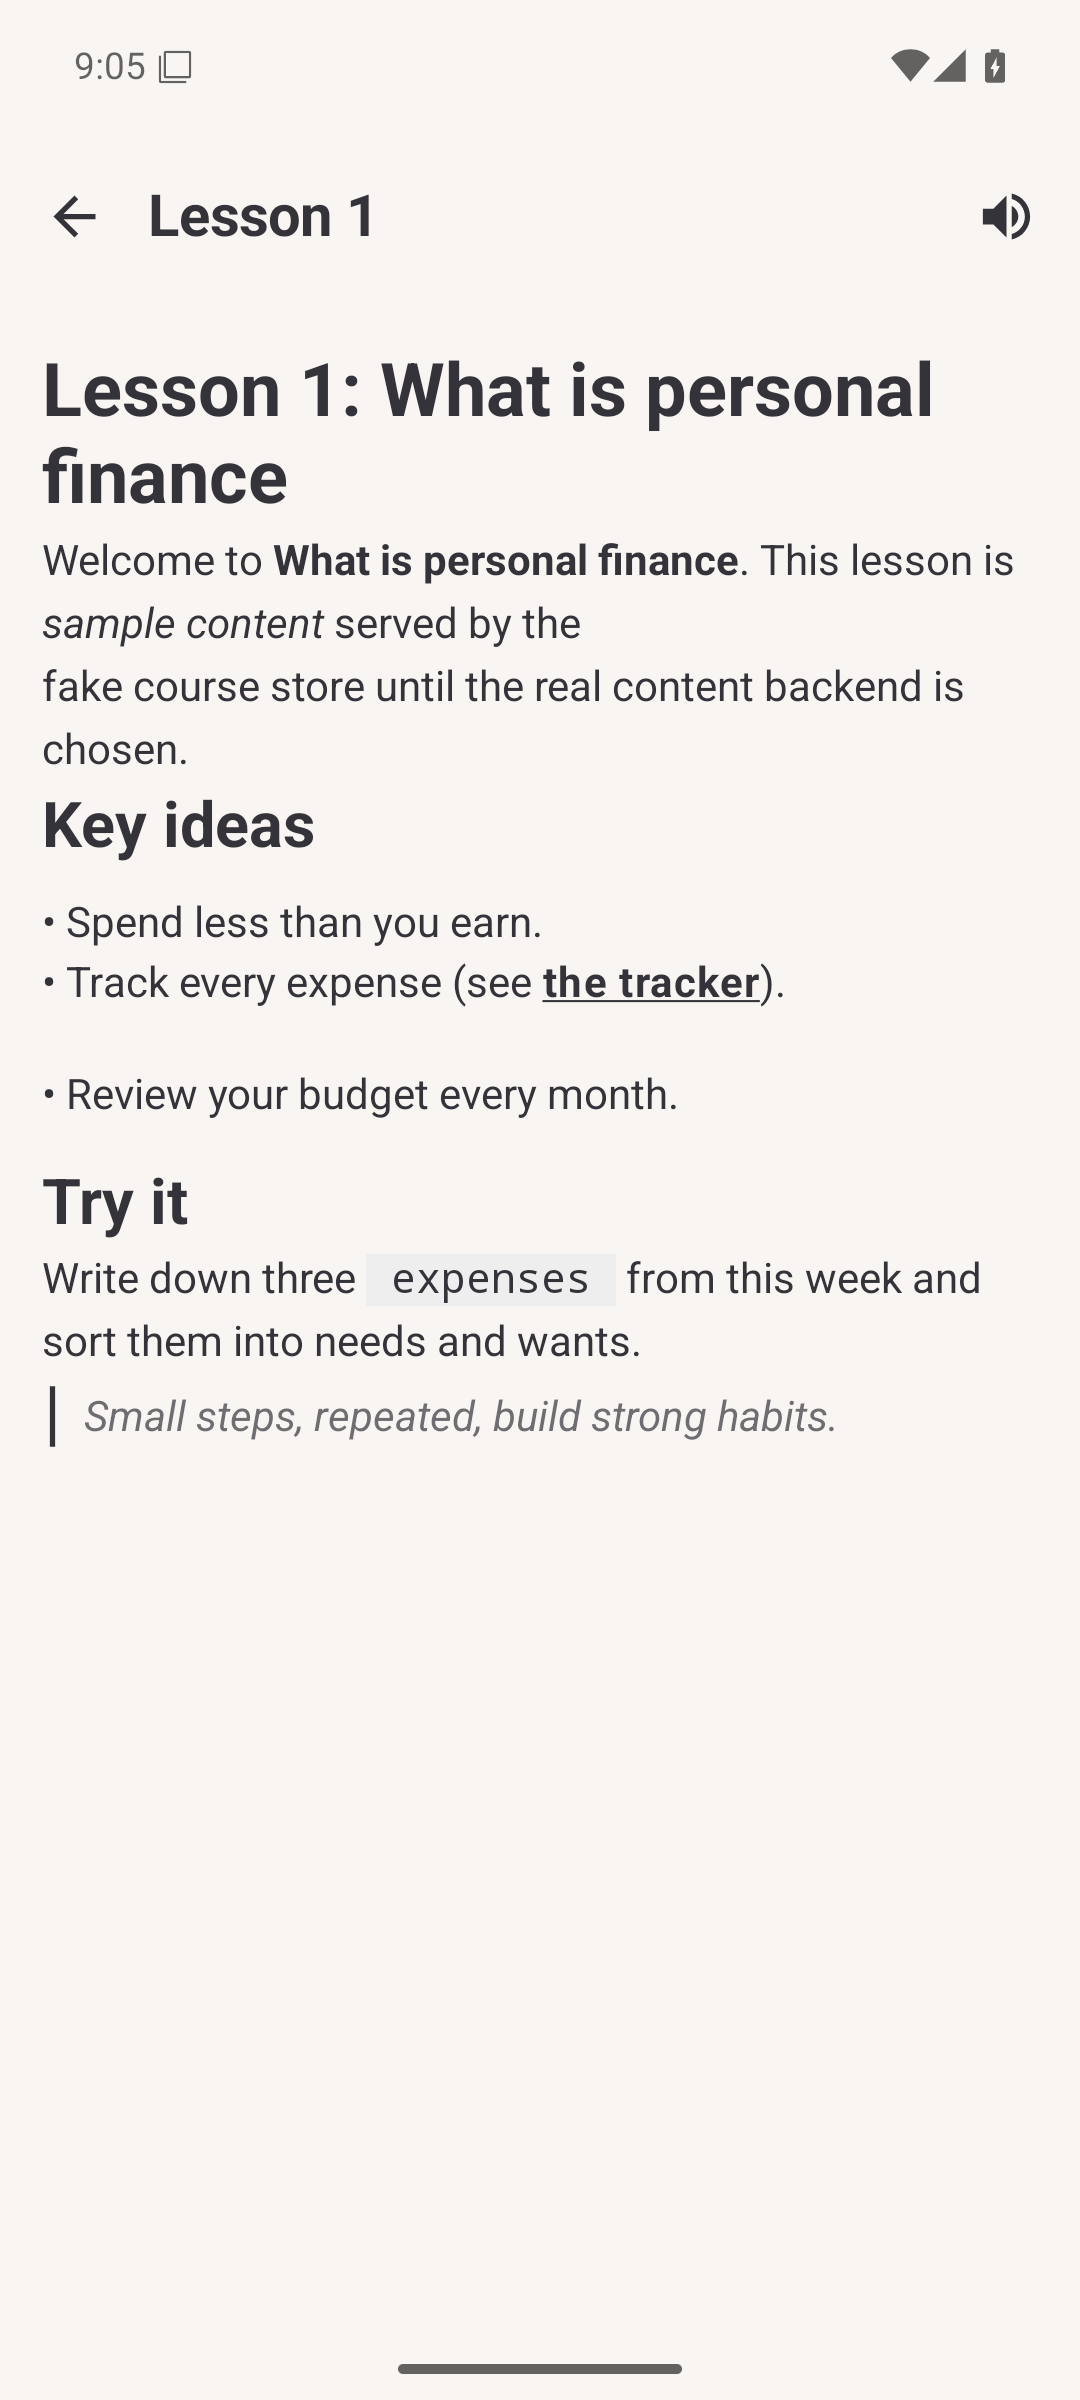 9:05
Lesson 1
Lesson 1: What is personal
finance
Welcome to What is personal finance. This lesson is
sample content served by the
fake course store until the real content backend is
chosen.
Key ideas
• Spend less than you earn.
• Track every expense (see the tracker).
• Review your budget every month.
Try it
Write down three expenses from this week and
sort them into needs and wants.
Small steps, repeated, build strong habits.